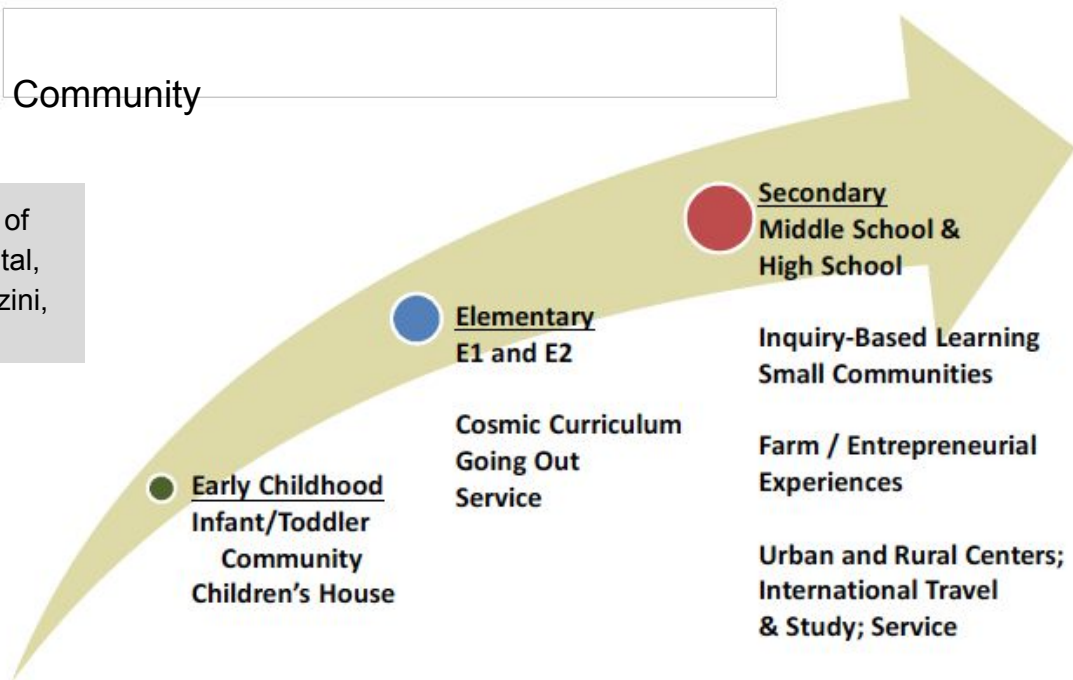 Community
of
tal,
zini,
Secondary
Middle School &
High School
Inquiry-Based Learning
Small Communities
Farm / Entrepreneurial
Experiences
Urban and Rural Centers;
International Travel
& Study; Service
Elementary
E1 and E2
Cosmic Curriculum
Going Out
Service
Early Childhood
Infant/Toddler
Community
Children's House